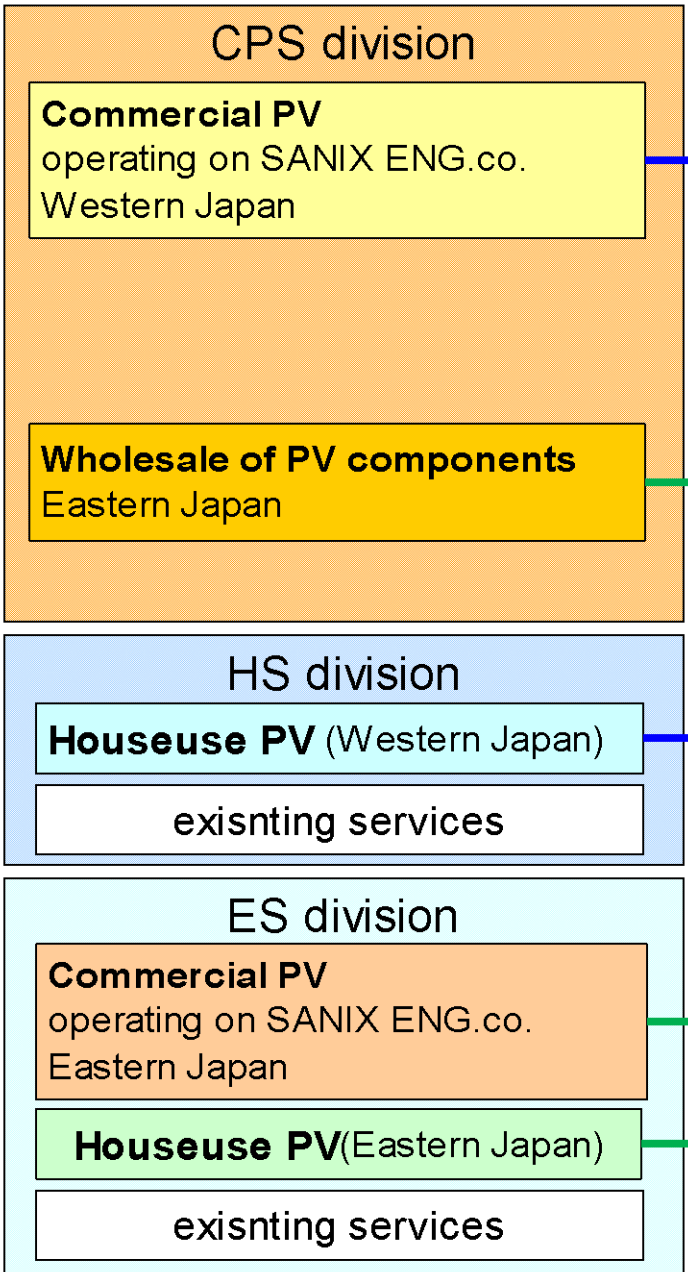 CPS division
Commercial PV
operating on SANIX ENG.co.
Western Japan
Wholesale of PV components
Eastern Japan
HS division
Houseuse PV (Western Japan)
exisnting services
ES division
Commercial PV
operating on SANIX ENG.co.
Eastern Japan
Houseuse PV(Eastern Japan)
exisnting services